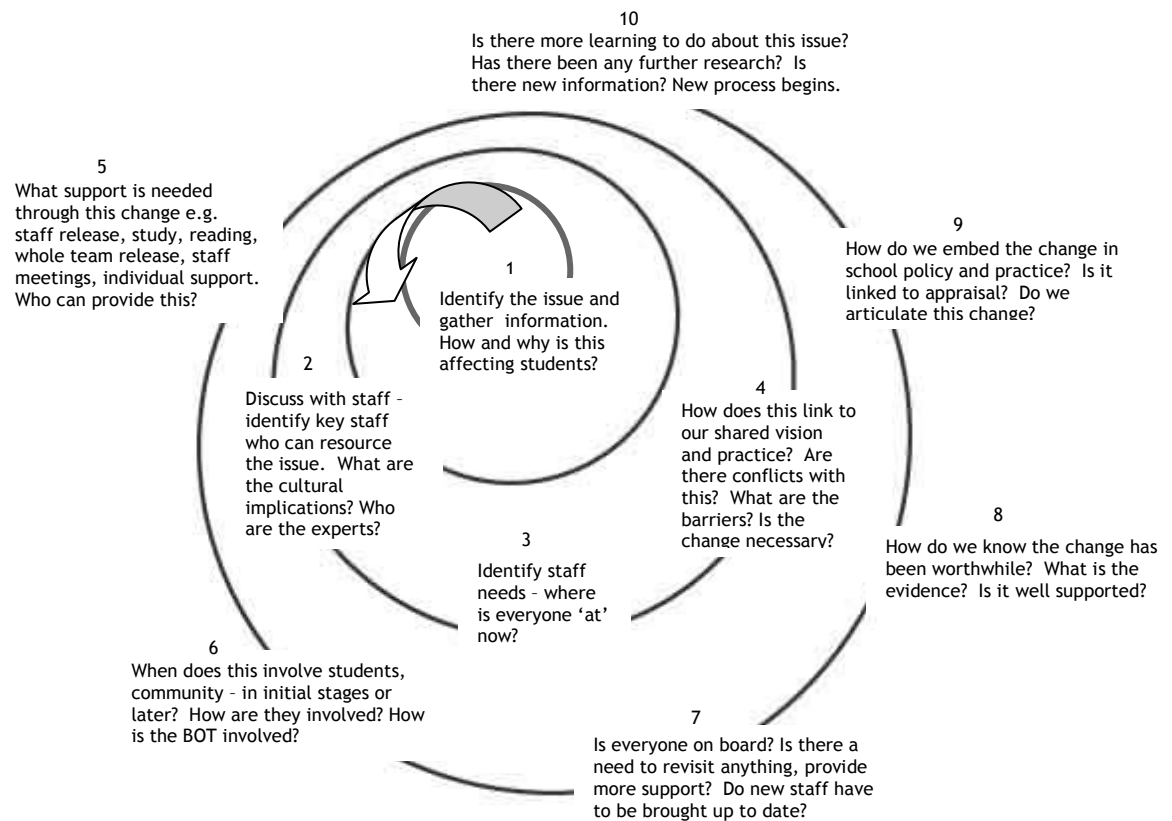 10
Is there more learning to do about this issue?
Has there been any further research?  Is
there new information? New process begins.
5
What support is needed
through this change e.g.
staff release, study, reading,
whole team release, staff
meetings, individual support.
Who can provide this?
9
How do we embed the change in
school policy and practice?  Is it
linked to appraisal?  Do we
articulate this change?
1
Identify the issue and
gather  information.
How and why is this
affecting students?
2
Discuss with staff -
identify key staff
who can resource
the issue.  What are
the cultural
implications? Who
are the experts?
4
How does this link to
our shared vision
and practice?  Are
there conflicts with
this?  What are the
barriers? Is the
change necessary?
3
Identify staff
needs - where
is everyone ‘at’
now?
8
How do we know the change has
been worthwhile?  What is the
evidence?  Is it well supported?
6
When does this involve students,
community - in initial stages or
later?  How are they involved? How
is the BOT involved?
7
Is everyone on board? Is there a
need to revisit anything, provide
more support?  Do new staff have
to be brought up to date?